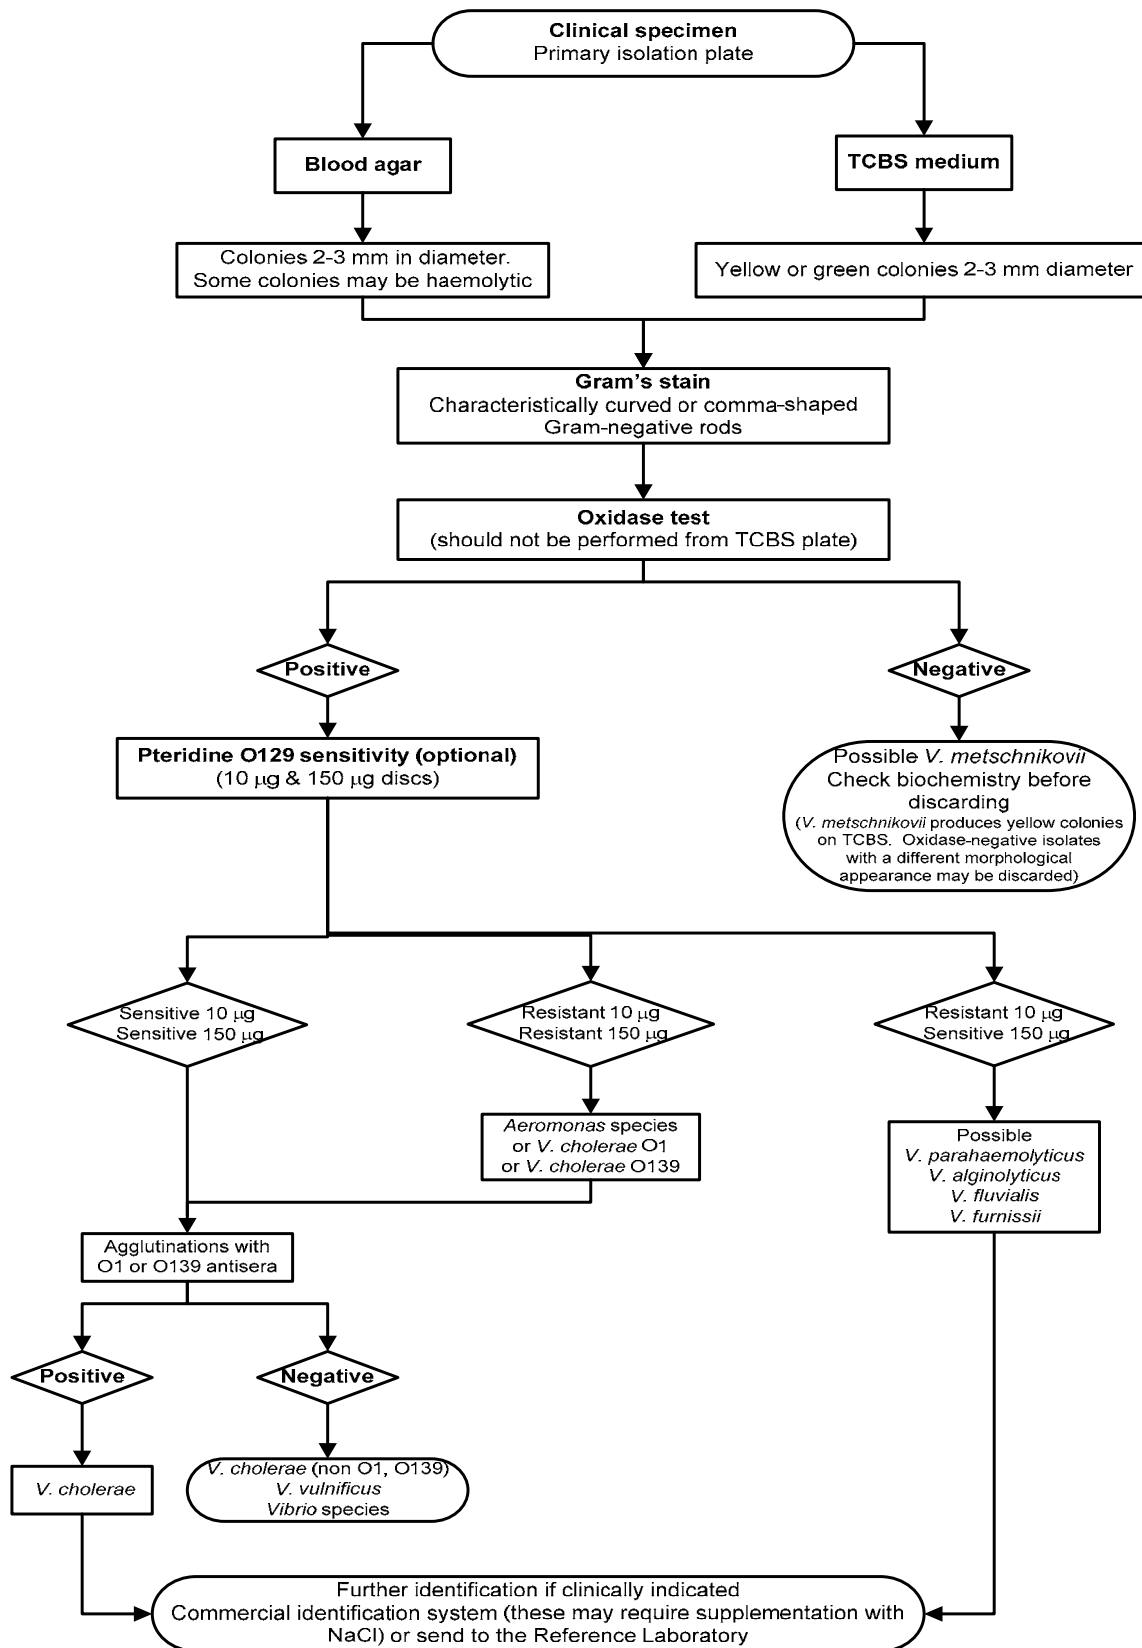 Clinical specimen
Primary isolation plate
Blood agar
TCBS medium
Colonies 2-3 mm in diameter.
Some colonies may be haemolytic
Yellow or green colonies 2-3 mm diameter
Gram’s stain
Characteristically curved or comma-shaped
Gram-negative rods
Oxidase test
(should not be performed from TCBS plate)
Positive
Negative
Pteridine O129 sensitivity (optional)
(10 µg & 150 µg discs)
Possible V. metschnikovii
Check biochemistry before
discarding
(V. metschnikovii produces yellow colonies
on TCBS. Oxidase-negative isolates
with a different morphological
appearance may be discarded)
Sensitive 10 µg
Sensitive 150 µg
Resistant 10 µg
Resistant 150 µg
Resistant 10 µg
Sensitive 150 µg
Aeromonas species
or V. cholerae O1
or V. cholerae O139
Possible
V. parahaemolyticus
V. alginolyticus
V. fluvialis
V. furnissii
Agglutinations with
O1 or O139 antisera
Positive
Negative
V. cholerae
V. cholerae (non O1, O139)
V. vulnificus
Vibrio species
Further identification if clinically indicated
Commercial identification system (these may require supplementation with
NaCl) or send to the Reference Laboratory